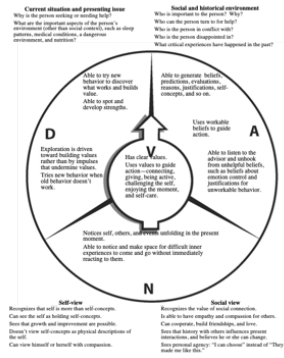 Current situation and presenting issue
Why is the person seeking or needing help?
What are the important aspects of the person's
environment (other than social context), such as sleep
patterns, medical conditions, a dangerous
environment, and nutrition?
Social and historical environment
Who is important to the person? Why?
Who can the person turn to for help?
Who is the person in conflict with?
Who is the person disappointed in?
What critical experiences have happened in the past?
Able to try new
behavior to discover
what works and builds
value.
Able to spot and
develop strengths.
Able to generate beliefs,
predictions, evaluations,
reasons, justifications, self-
concepts, and so on.
Uses workable
beliefs to guide
action.
D
A
V
Exploration is driven
toward building values
rather than by impulses
that undermine values.
Tries new behavior when
old behavior doesn't
work.
Has clear values.
Uses values to guide
action—connecting,
giving, being active,
challenging the self,
enjoying the moment,
and self-care.
Able to listen to the
advisor and unhook
from unhelpful beliefs,
such as beliefs about
emotion control and
justifications for
unworkable behavior.
Notices self, others, and events unfolding in the present
moment.
Able to notice and make space for difficult inner
experiences to come and go without immediately
reacting to them.
N
Self-view
Recognizes that self is more than self-concepts.
Can see the self as holding self-concepts.
Sees that growth and improvement are possible.
Doesn't view self-concepts as physical descriptions of
the self.
Can view himself or herself with compassion.
Social view
Recognizes the value of social connection.
Is able to have empathy and compassion for others.
Can cooperate, build friendships, and love.
Sees that history with others influences present
interactions, and believes he or she can change.
Sees personal agency: "I can choose" instead of "They
made me like this."